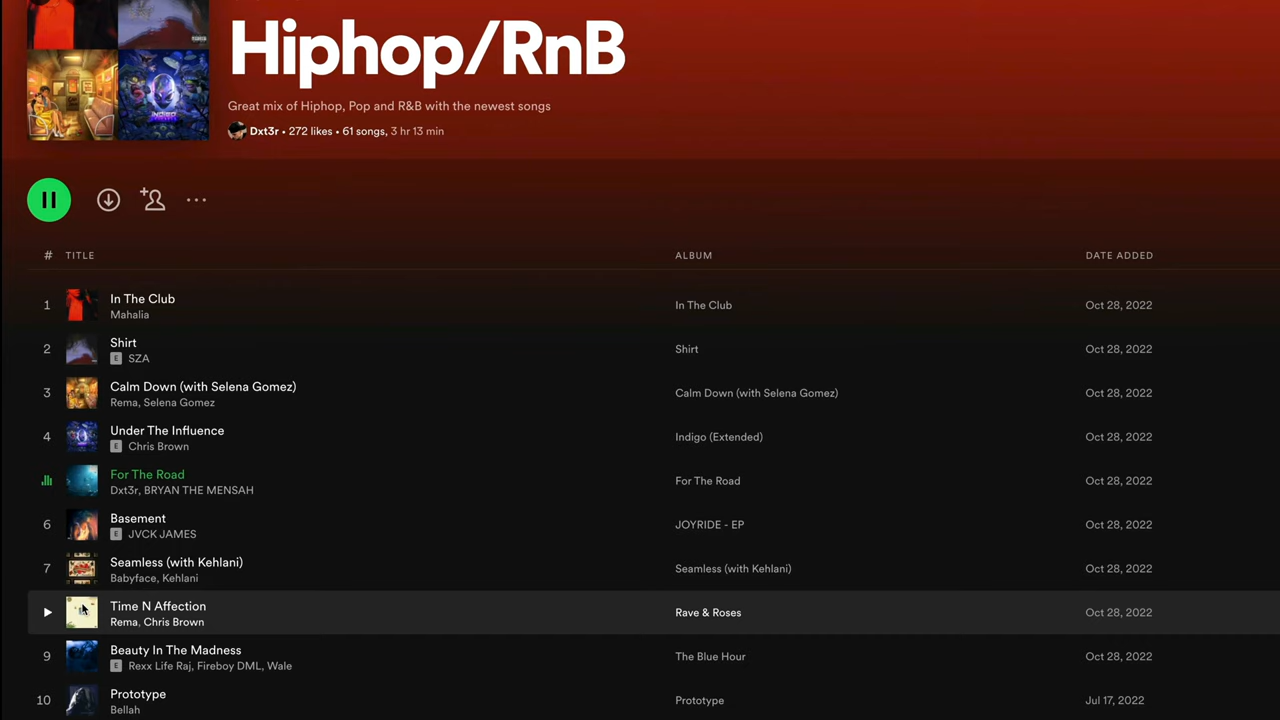 Hiphop/RnB
Great mix of Hiphop, Pop and R&B with the newest songs
Dxt3r • 272 likes • 61 songs, 3 hr 13 min
# TITLE ALBUM DATE ADDED
1 In The Club In The Club Oct 28, 2022
Mahalia
2 Shirt Shirt Oct 28, 2022
E SZA
3 Calm Down (with Selena Gomez) Calm Down (with Selena Gomez) Oct 28, 2022
Rema, Selena Gomez
4 Under The Influence Indigo (Extended) Oct 28, 2022
E Chris Brown
For The Road For The Road Oct 28, 2022
Dxt3r, BRYAN THE MENSAH
6 Basement JOYRIDE - EP Oct 28, 2022
E JVCK JAMES
7 Seamless (with Kehlani) Seamless (with Kehlani) Oct 28, 2022
Babyface, Kehlani
Time N Affection Rave & Roses Oct 28, 2022
Rema, Chris Brown
9 Beauty In The Madness The Blue Hour Oct 28, 2022
E Rexx Life Raj, Fireboy DML, Wale
10 Prototype Prototype Jul 17, 2022
Bellah